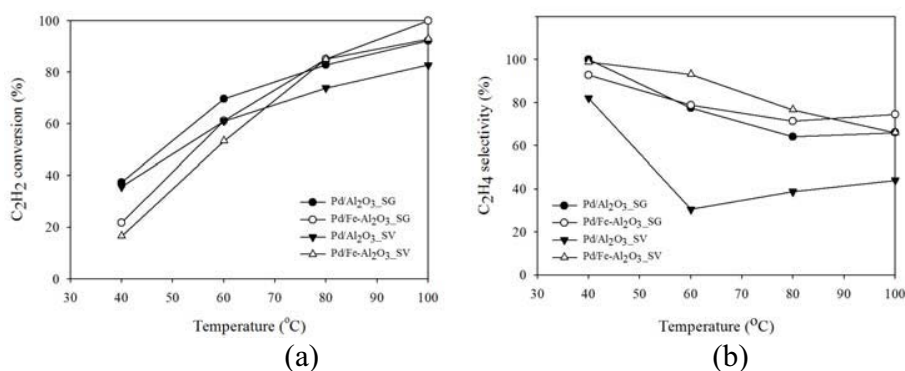 100
80
60
40
20
0
C2H2 conversion (%)
30 40 50 60 70 80 90 100
Temperature (°C)
Pd/Al2O3_SG
Pd/Fe-Al2O3_SG
Pd/Al2O3_SV
Pd/Fe-Al2O3_SV
(a)
100
80
60
40
20
0
C2H4 selectivity (%)
30 40 50 60 70 80 90 100
Temperature (OC)
Pd/Al2O3_SG
Pd/Fe-Al2O3_SG
Pd/Al2O3_SV
Pd/Fe-Al2O3_SV
(b)